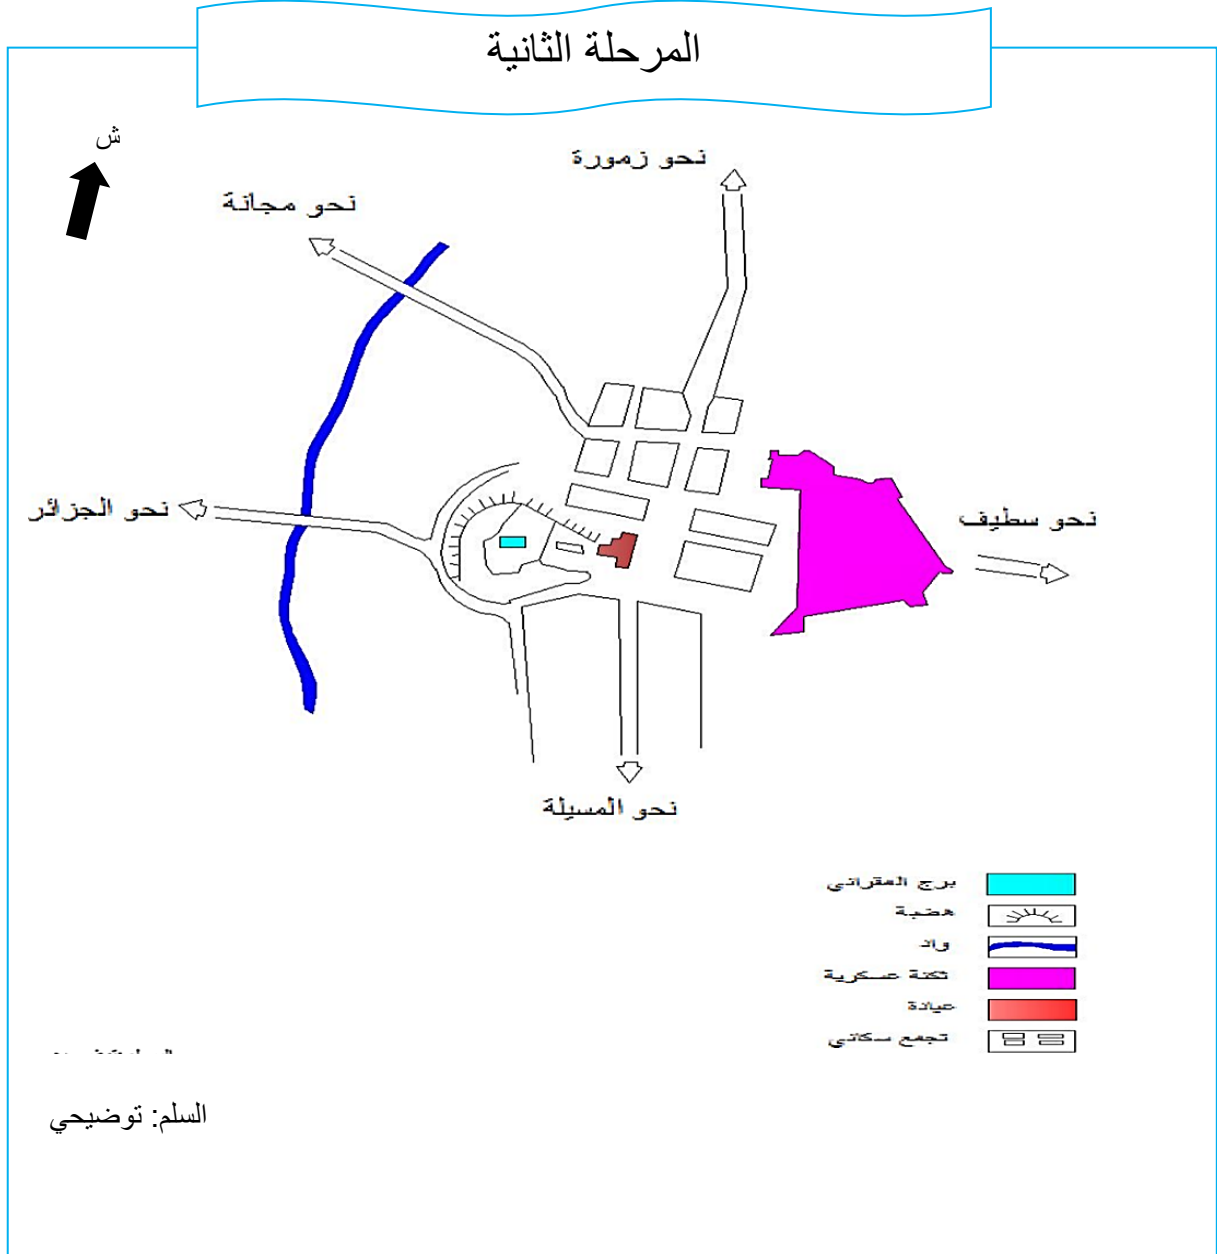 المرحلة الثانية
ش
نحو زمورة
نحو مجانة
نحو الجزائر
نحو سطيف
نحو المسيلة
برج المقراني
هضبة
واد
ثكنة عسكرية
عيادة
تجمع سكاني
السلم: توضيحي